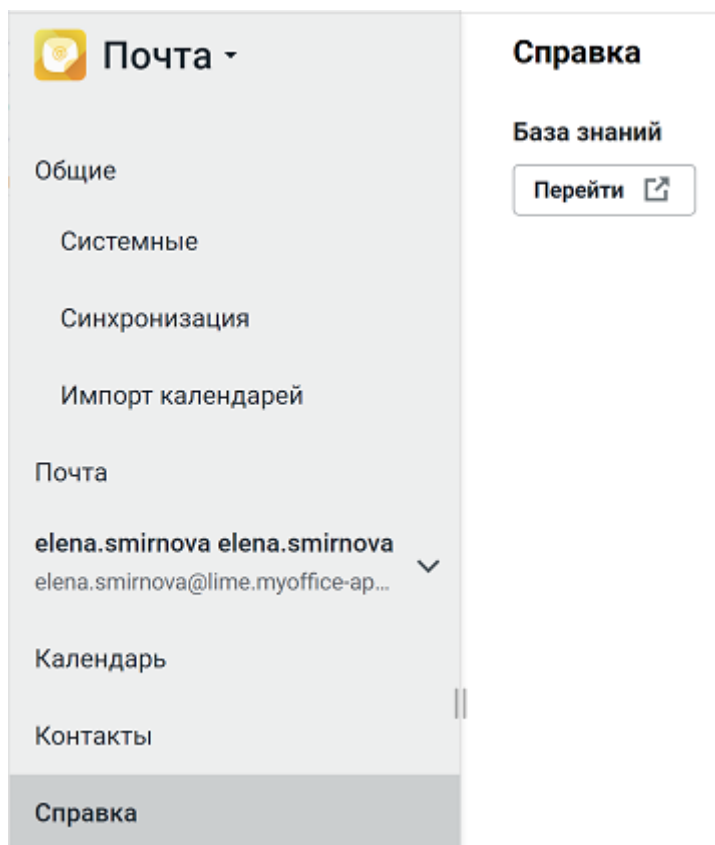 Почта
Общие
Системные
Синхронизация
Импорт календарей
Почта
elena.smirnova elena.smirnova
elena.smirnova@lime.myoffice-ap...
Календарь
Контакты
Справка
Справка
База знаний
Перейти